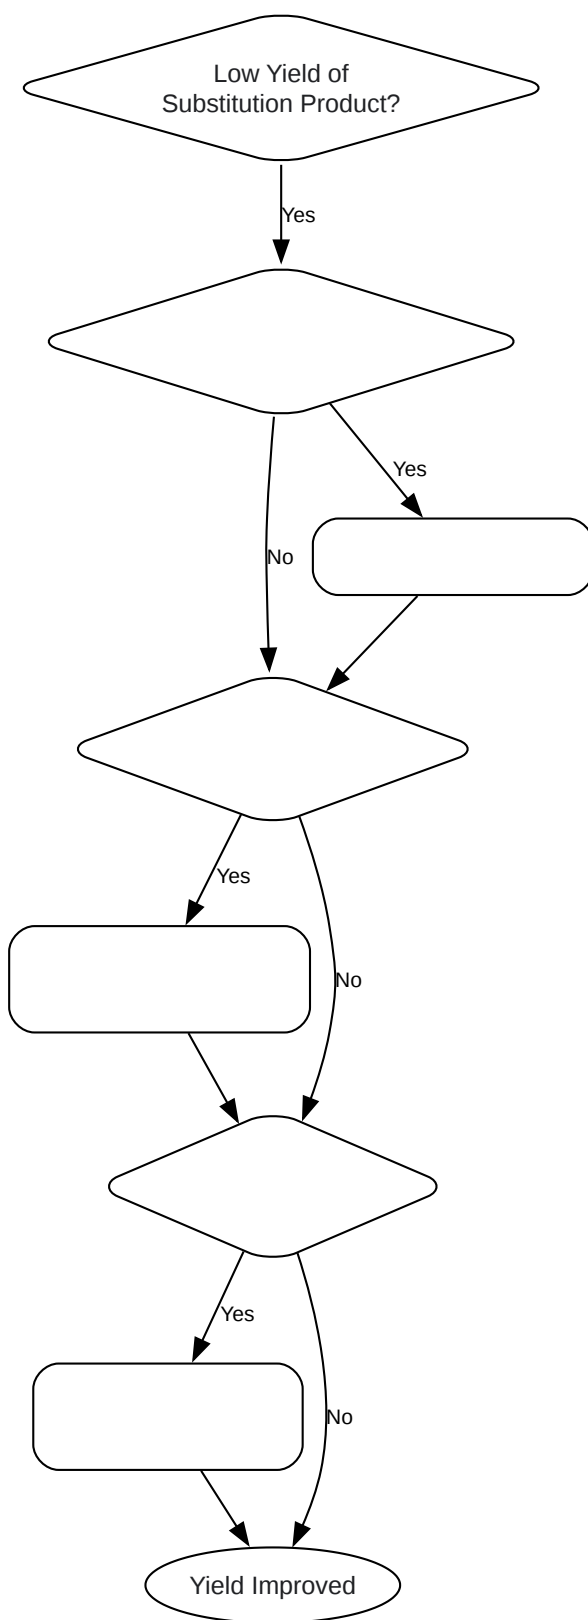 Low Yield of
Substitution Product?
Yes
Yes
No
Yes
No
Yes
No
Yield Improved